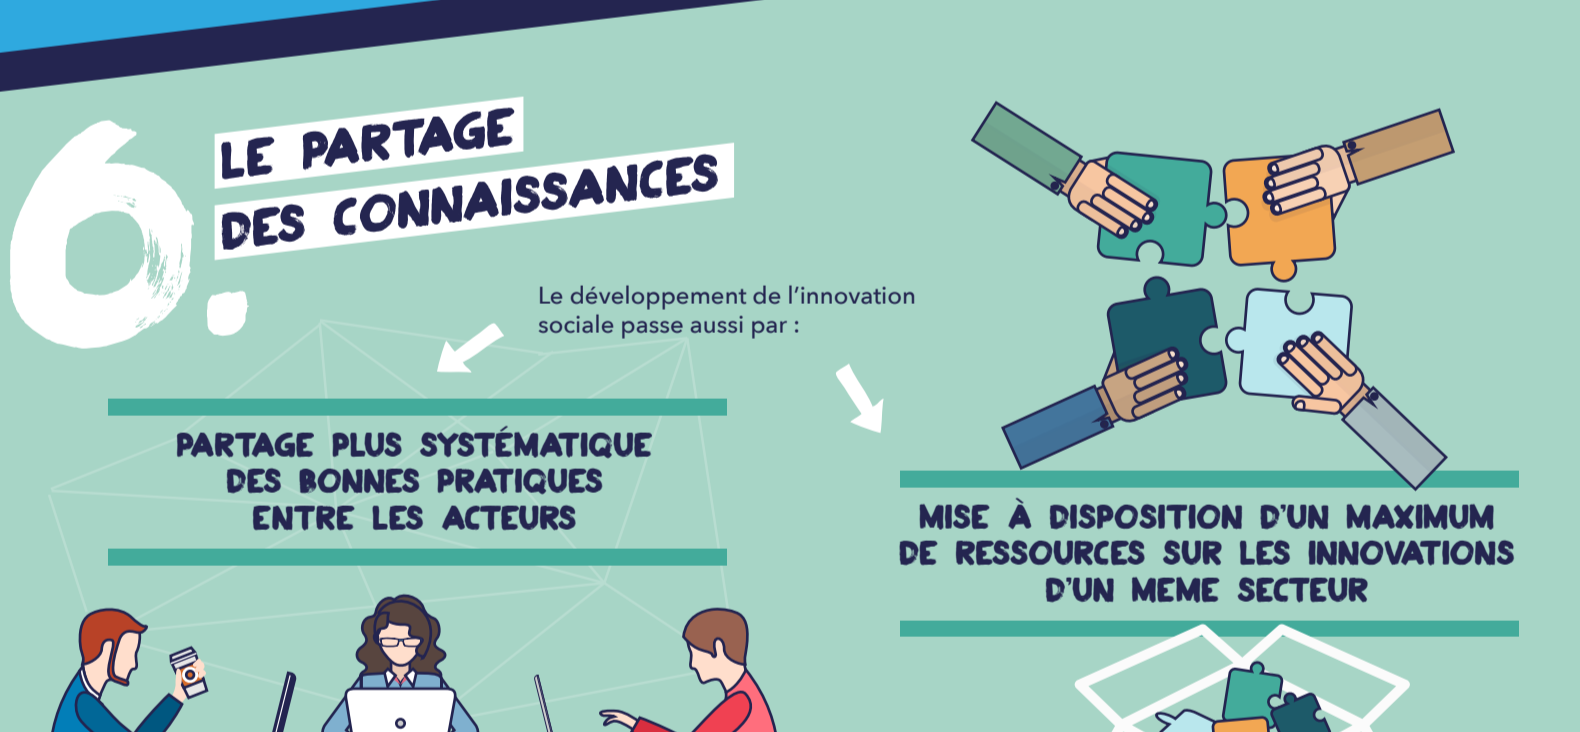 6.
LE PARTAGE
DES CONNAISSANCES
Le développement de l'innovation
sociale passe aussi par :
PARTAGE PLUS SYSTÉMATIQUE
DES BONNES PRATIQUES
ENTRE LES ACTEURS
MISE À DISPOSITION D'UN MAXIMUM
DE RESSOURCES SUR LES INNOVATIONS
D'UN MEME SECTEUR